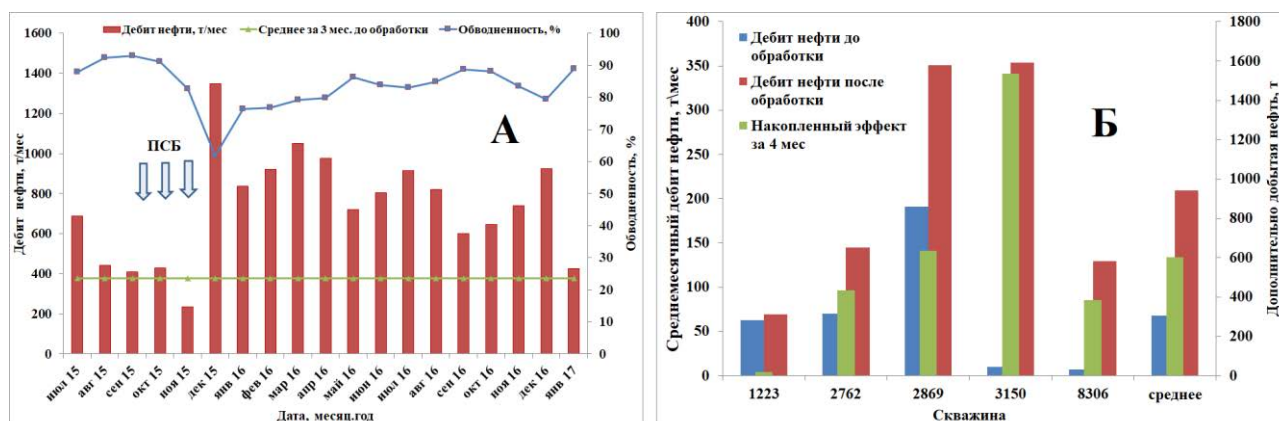 Дебит нефти, т/мес
Среднее за 3 мес. до обработки
Обводненность, %
1600
1400
1200
1000
800
600
400
200
0
Дебит нефти, т/мес
100
90
80
70
60
50
40
30
20
10
0
Обводненность, %
А
ПСБ
июл 15
авг 15
сен 15
окт 15
ноя 15
дек 15
янв 16
фев 16
мар 16
апр 16
май 16
июн 16
июл 16
авг 16
сен 16
окт 16
ноя 16
дек 16
янв 17
Дата, месяц.год
400
350
300
250
200
150
100
50
0
Среднемесячный дебит нефти, т\мес
Дебит нефти до
обработки
Дебит нефти после
обработки
Накопленный эффект
за 4 мес
Б
1800
1600
1400
1200
1000
800
600
400
200
0
Дополнительно добытая нефть, т
1223
2762
2869
3150
8306
среднее
Скважина